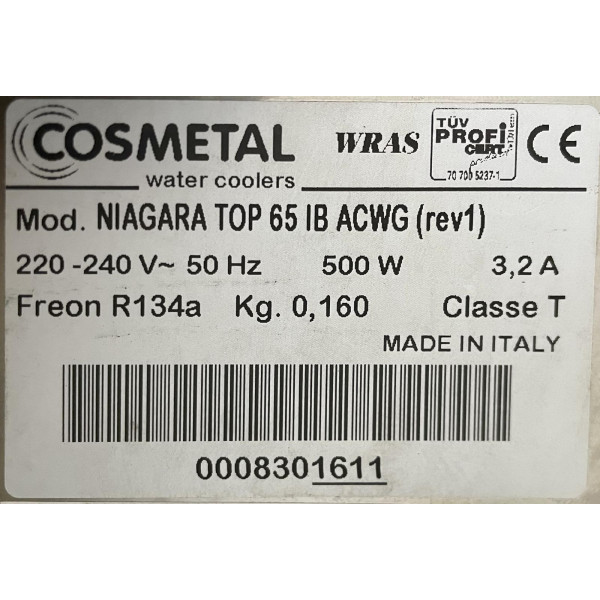 COSMETAL
water coolers
WRAS
TÜV
PROFi
CERT
product
70 700 5237-1
CE
Mod. NIAGARA TOP 65 IB ACWG (rev1)
220 -240 V~ 50 Hz 500 W 3,2 A
Freon R134a Kg. 0,160 Classe T
MADE IN ITALY
0008301611